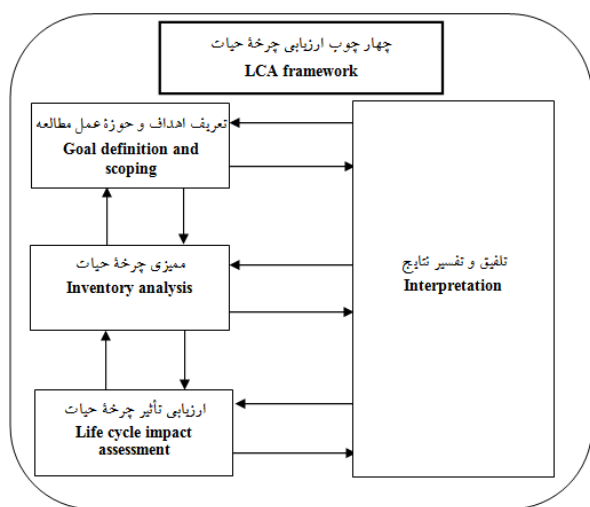 چهار چوب ارزیابی چرخهٔ حیات
LCA framework
تعریف اهداف و حوزهٔ عمل مطالعه
Goal definition and
scoping
ممیزی چرخهٔ حیات
Inventory analysis
ارزیابی تأثیر چرخهٔ حیات
Life cycle impact
assessment
تلفیق و تفسیر نتایج
Interpretation